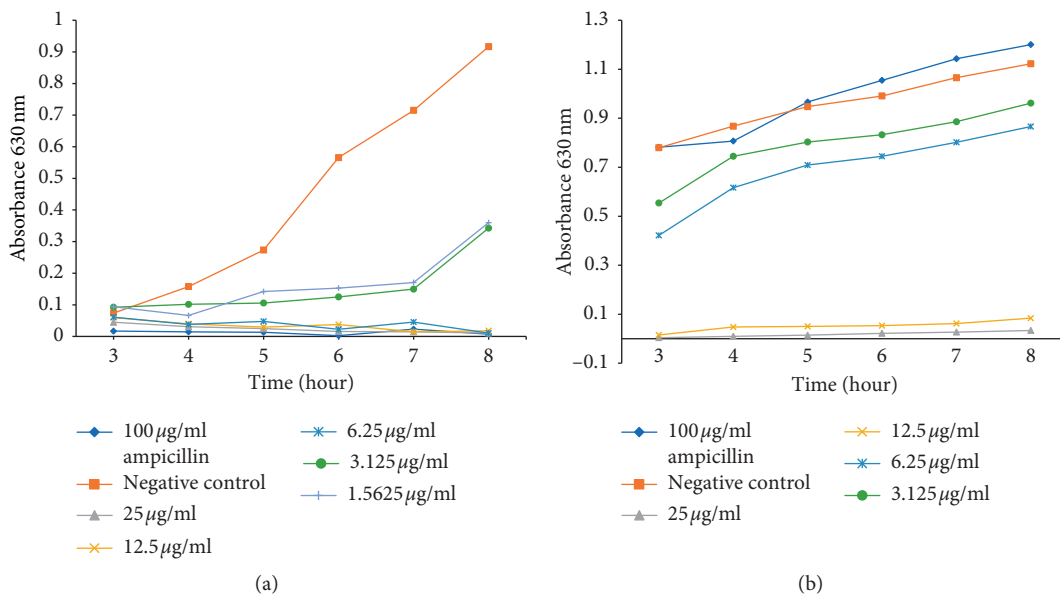 1
0.9
0.8
0.7
0.6
0.5
0.4
0.3
0.2
0.1
0
Absorbance 630 nm
3 4 5 6 7 8
Time (hour)
100 μg/ml
ampicillin
Negative control
25 μg/ml
12.5 μg/ml
6.25 μg/ml
3.125 μg/ml
1.5625 μg/ml
(a)
1.3
1.1
0.9
0.7
0.5
0.3
0.1
−0.1
Absorbance 630 nm
3 4 5 6 7 8
Time (hour)
100 μg/ml
ampicillin
Negative control
25 μg/ml
12.5 μg/ml
6.25 μg/ml
3.125 μg/ml
(b)